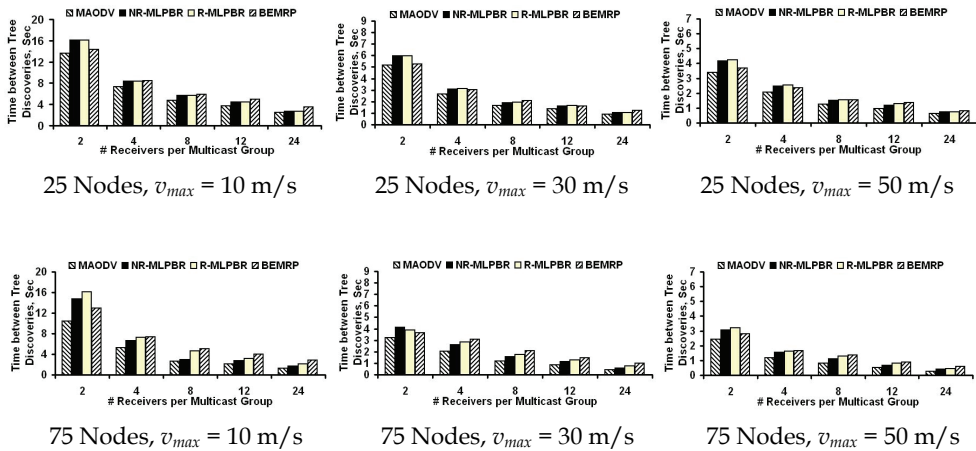 MAODV NR-MLPBR R-MLPBR BEMRP
Time between Tree
Discoveries, Sec
20
16
12
8
4
0
2 4 8 12 24
# Receivers per Multicast Group
25 Nodes, vmax = 10 m/s
MAODV NR-MLPBR R-MLPBR BEMRP
Time between Tree
Discoveries, Sec
9
8
7
6
5
4
3
2
1
0
2 4 8 12 24
# Receivers per Multicast Group
25 Nodes, vmax = 30 m/s
MAODV NR-MLPBR R-MLPBR BEMRP
Time between Tree
Discoveries, Sec
7
6
5
4
3
2
1
0
2 4 8 12 24
# Receivers per Multicast Group
25 Nodes, vmax = 50 m/s
MAODV NR-MLPBR R-MLPBR BEMRP
Time between Tree
Discoveries, Sec
20
16
12
8
4
0
2 4 8 12 24
# Receivers per Multicast Group
75 Nodes, vmax = 10 m/s
MAODV NR-MLPBR R-MLPBR BEMRP
Time between Tree
Discoveries, Sec
9
8
7
6
5
4
3
2
1
0
2 4 8 12 24
# Receivers per Multicast Group
75 Nodes, vmax = 30 m/s
MAODV NR-MLPBR R-MLPBR BEMRP
Time between Tree
Discoveries, Sec
7
6
5
4
3
2
1
0
2 4 8 12 24
# Receivers per Multicast Group
75 Nodes, vmax = 50 m/s